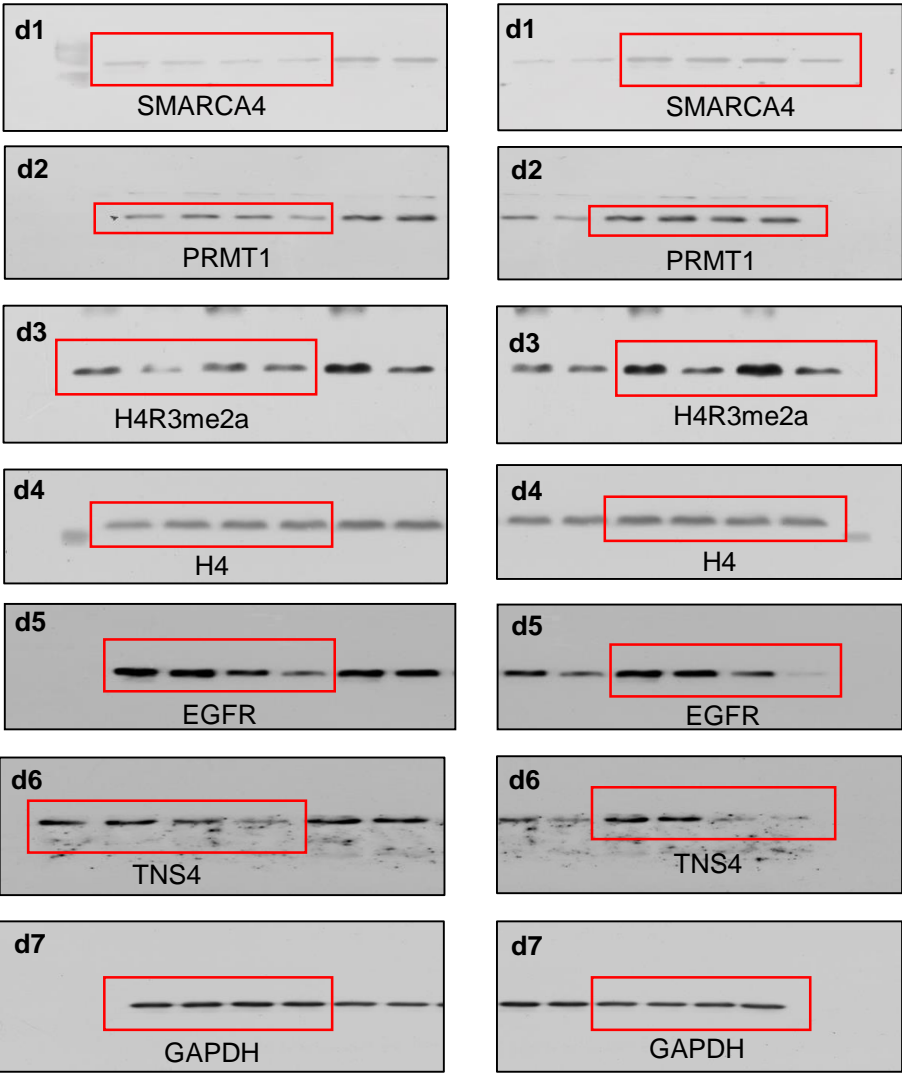 d1
SMARCA4
d1
SMARCA4
d2
PRMT1
d2
PRMT1
d3
H4R3me2a
d3
H4R3me2a
d4
H4
d4
H4
d5
EGFR
d5
EGFR
d6
TNS4
d6
TNS4
d7
GAPDH
d7
GAPDH